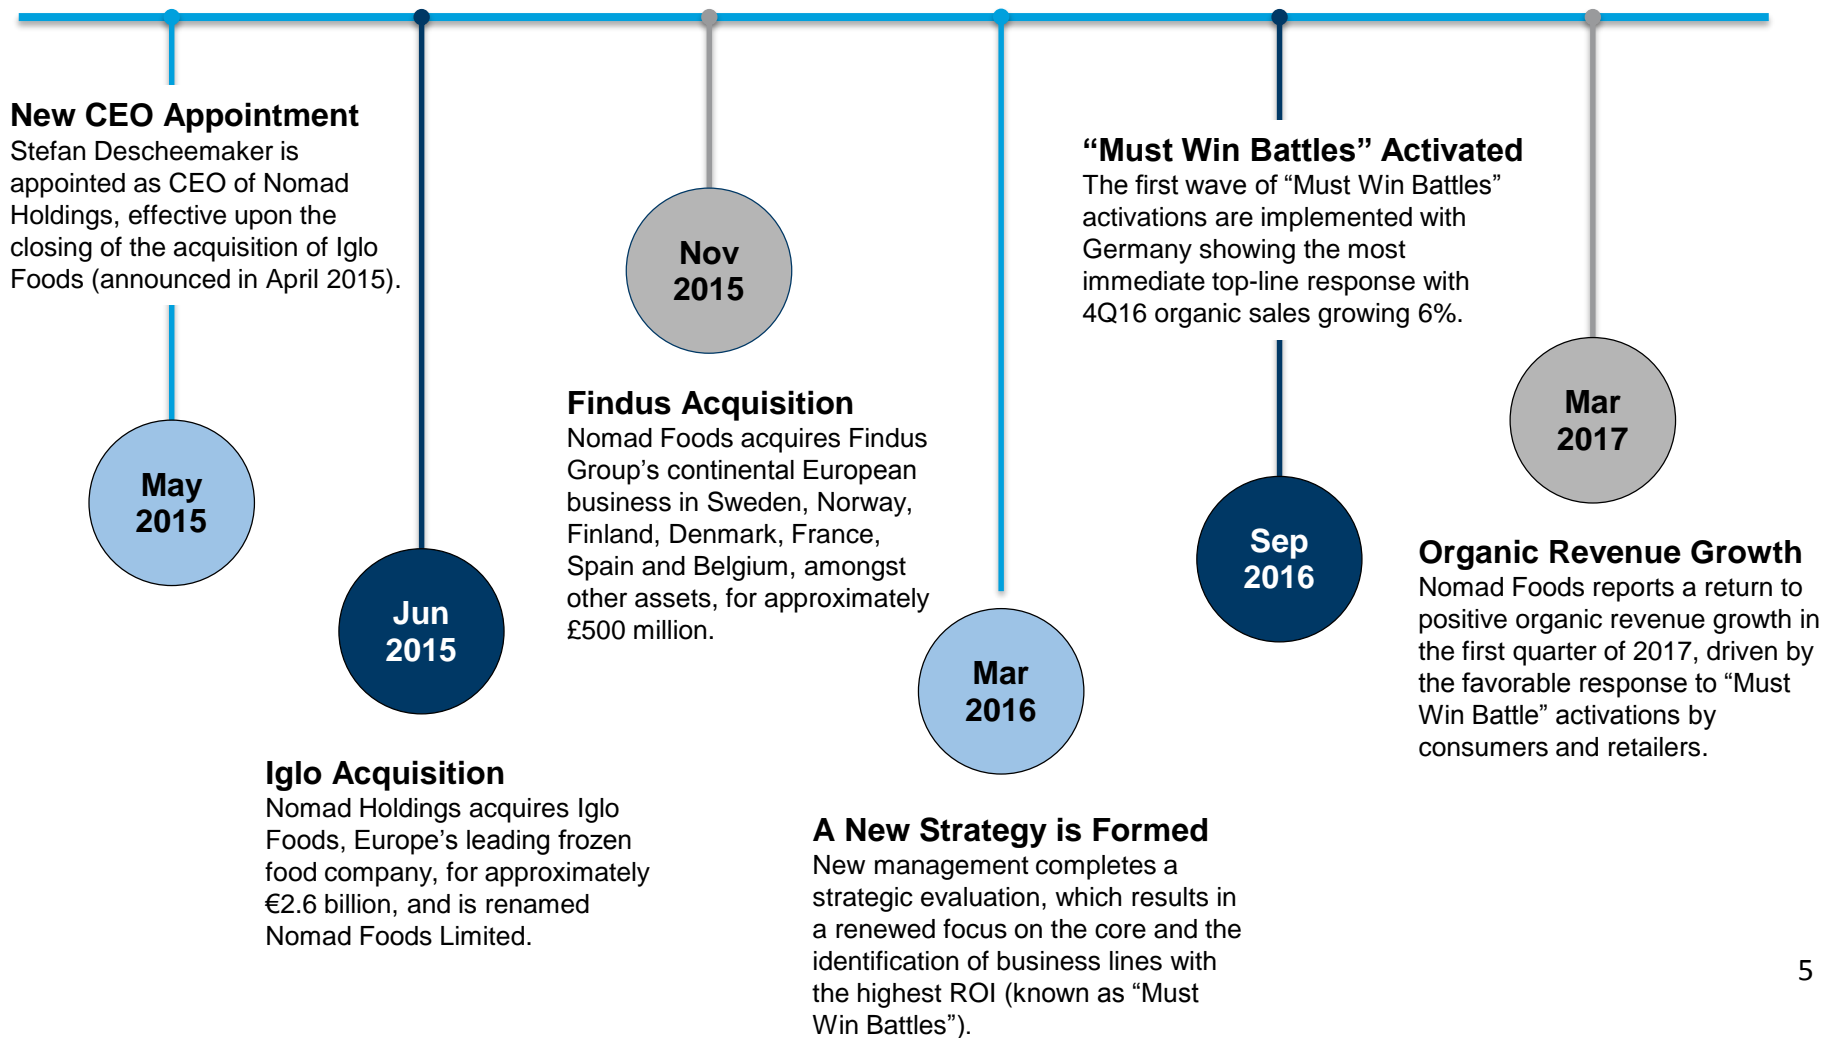 New CEO Appointment
Stefan Descheemaker is
appointed as CEO of Nomad
Holdings, effective upon the
closing of the acquisition of Iglo
Foods (announced in April 2015).
May
2015
Jun
2015
Iglo Acquisition
Nomad Holdings acquires Iglo
Foods, Europe’s leading frozen
food company, for approximately
€2.6 billion, and is renamed
Nomad Foods Limited.
Nov
2015
Findus Acquisition
Nomad Foods acquires Findus
Group’s continental European
business in Sweden, Norway,
Finland, Denmark, France,
Spain and Belgium, amongst
other assets, for approximately
£500 million.
Mar
2016
A New Strategy is Formed
New management completes a
strategic evaluation, which results in
a renewed focus on the core and the
identification of business lines with
the highest ROI (known as “Must
Win Battles”).
“Must Win Battles” Activated
The first wave of “Must Win Battles”
activations are implemented with
Germany showing the most
immediate top-line response with
4Q16 organic sales growing 6%.
Sep
2016
Mar
2017
Organic Revenue Growth
Nomad Foods reports a return to
positive organic revenue growth in
the first quarter of 2017, driven by
the favorable response to “Must
Win Battle” activations by
consumers and retailers.
5